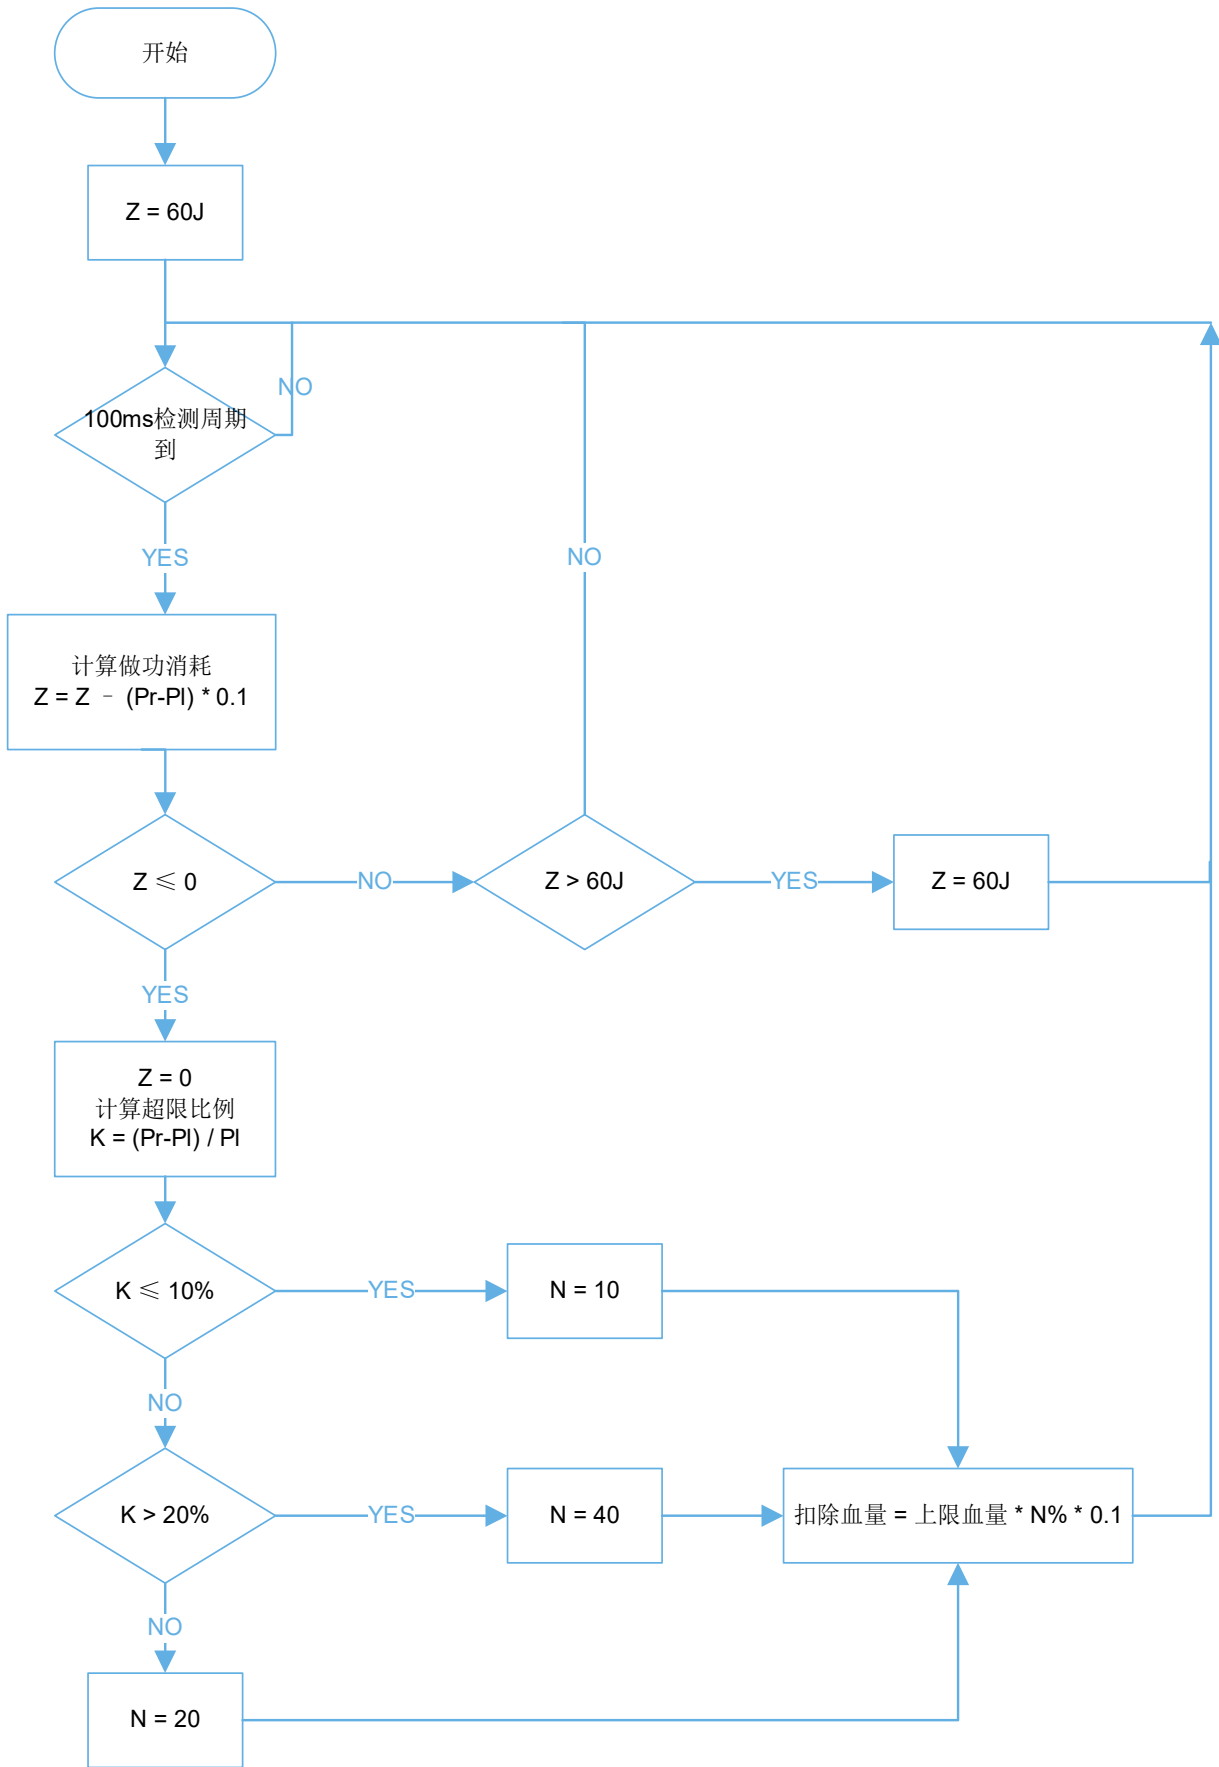 开始
Z = 60J
NO
100ms检测周期
到
YES
NO
计算做功消耗
Z = Z － (Pr-Pl) * 0.1
Z ≤ 0
NO
Z > 60J
YES
Z = 60J
YES
Z = 0
计算超限比例
K = (Pr-Pl) / Pl
K ≤ 10%
YES
N = 10
NO
K > 20%
YES
N = 40
扣除血量 = 上限血量 * N% * 0.1
NO
N = 20